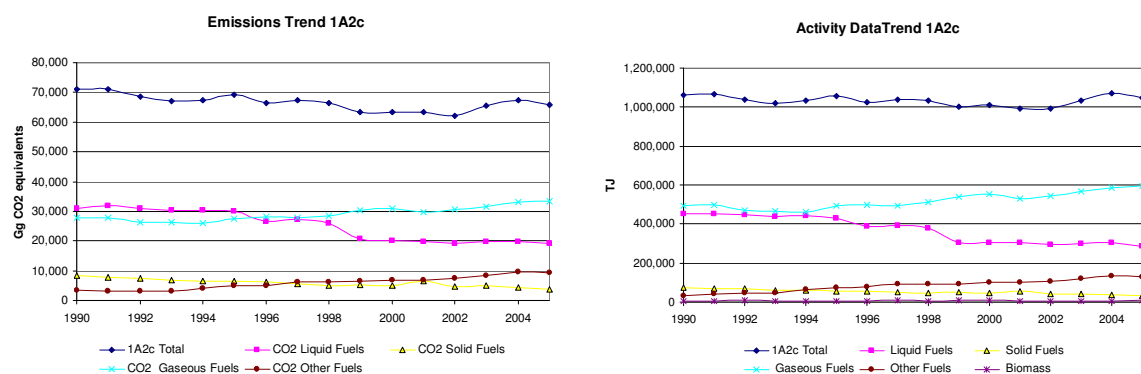 Emissions Trend 1A2c
Gg CO2 equivalents
80,000
70,000
60,000
50,000
40,000
30,000
20,000
10,000
0
1990 1992 1994 1996 1998 2000 2002 2004
1A2c Total CO2 Liquid Fuels CO2 Solid Fuels
CO2 Gaseous Fuels CO2 Other Fuels
Activity DataTrend 1A2c
TJ
1,200,000
1,000,000
800,000
600,000
400,000
200,000
0
1990 1992 1994 1996 1998 2000 2002 2004
1A2c Total Liquid Fuels Solid Fuels
Gaseous Fuels Other Fuels Biomass